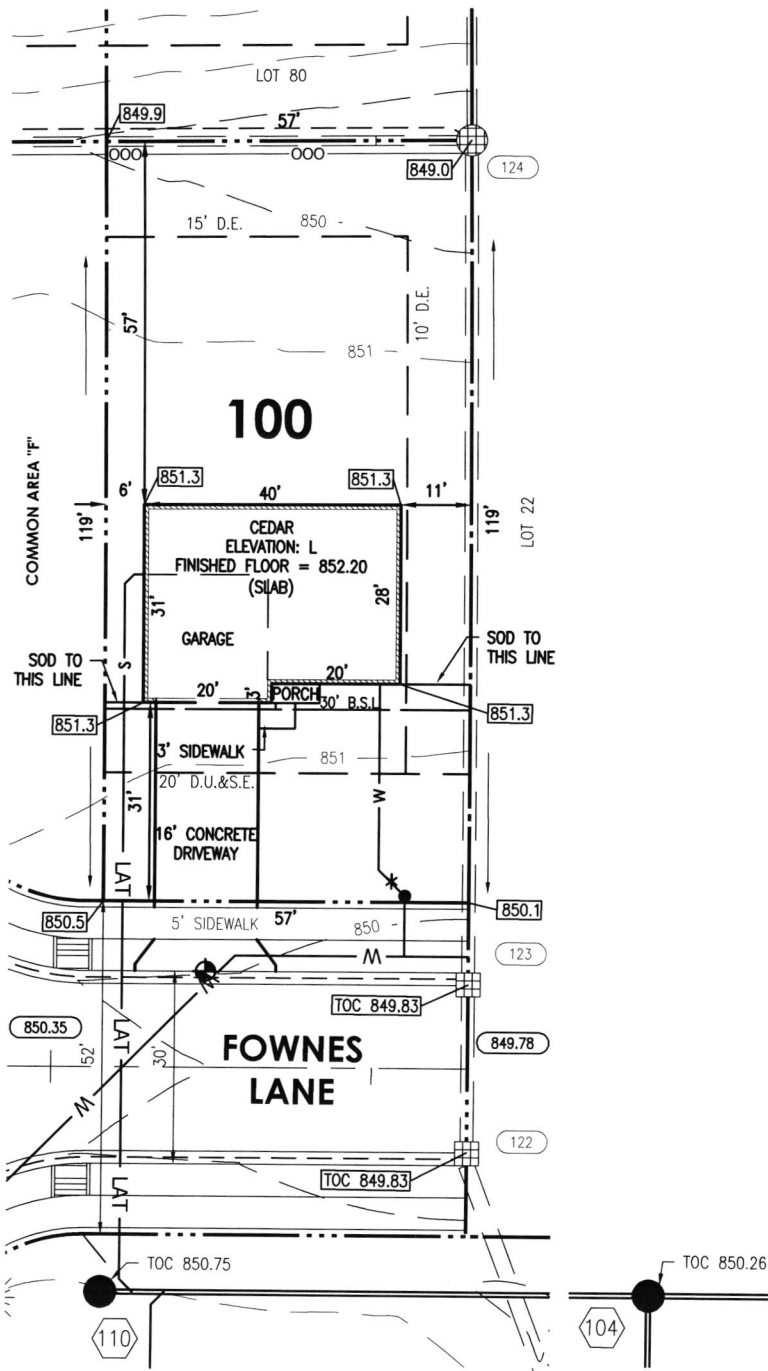 LOT 80
849.9
57'
OOO
OOO
849.0
124
15' D.E.
850
57'
10' D.E.
851
100
COMMON AREA "F"
851.3
851.3
6'
40'
11'
119'
119'
LOT 22
CEDAR
ELEVATION: L
FINISHED FLOOR = 852.20
(SLAB)
31'
28'
GARAGE
S
SOD TO
THIS LINE
SOD TO
THIS LINE
20'
20'
3'
PORCH
30' B.S.L
851.3
851.3
3' SIDEWALK
851
20' D.U.&S.E.
31'
W
16' CONCRETE
DRIVEWAY
LAT
850.5
5' SIDEWALK
57'
850
850.1
W
123
W
TOC 849.83
850.35
52'
LAT
30'
FOWNES
LANE
849.78
W
122
TOC 849.83
LAT
TOC 850.75
TOC 850.26
110
104